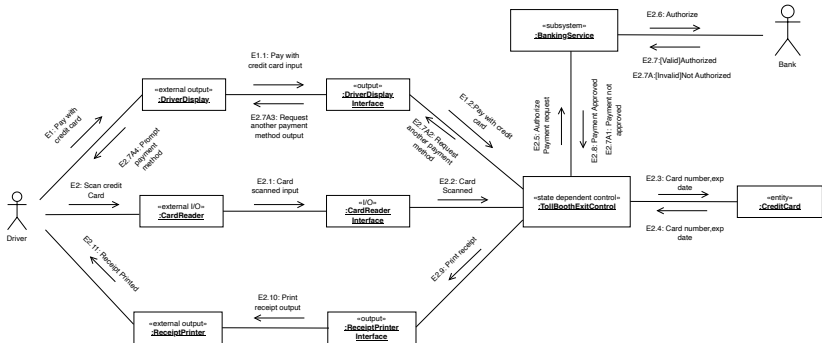 «subsystem»
:BankingService
E2.6: Authorize
E2.7:[Valid]Authorized
E2.7A:[Invalid]Not Authorized
Bank
E1: Pay with
credit card
E2.7A4: Prompt
payment
method
«external output»
:DriverDisplay
E1.1: Pay with
credit card input
E2.7A3: Request
another payment
method output
«output»
:DriverDisplay
Interface
E1.2:Pay with credit
card
E2.7A2: Request
another payment
method
E2.5: Authorize
Payment request
E2.8: Payment Approved
E2.7A1: Payment not
approved
Driver
E2: Scan credit
Card
«external I/O»
:CardReader
E2.1: Card
scanned input
«I/O»
:CardReader
Interface
E2.2: Card
Scanned
«state dependent control»
:TollBoothExitControl
E2.3: Card number,exp
date
E2.4: Card number,exp
date
«entity»
:CreditCard
E2.11: Receipt Printed
«external output»
:ReceiptPrinter
E2.10: Print
receipt output
«output»
:ReceiptPrinter
Interface
E2.9: Print receipt